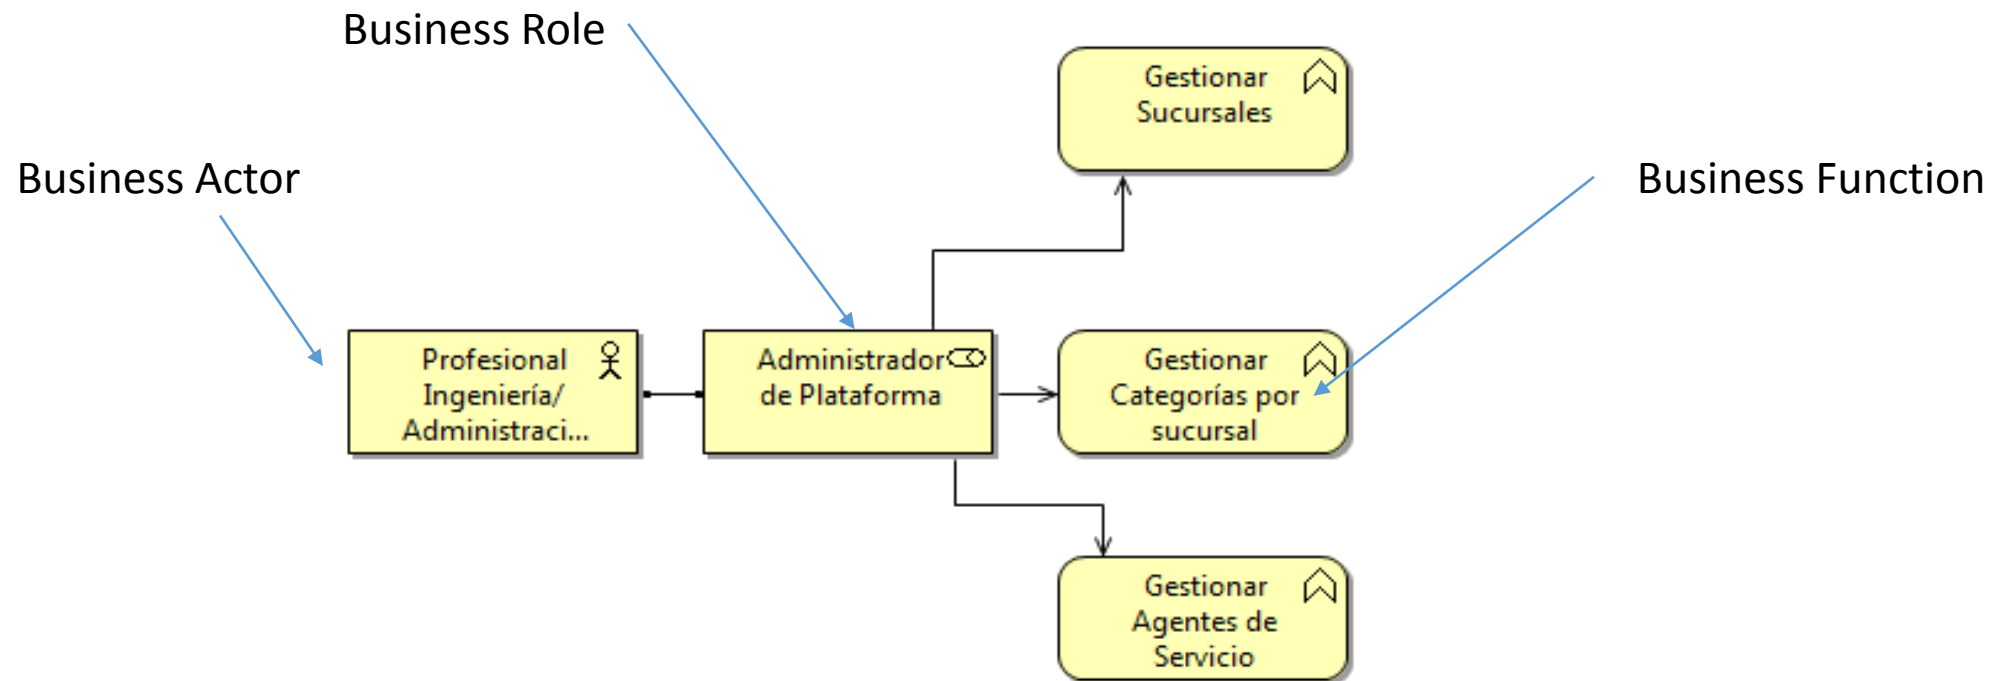 Business Role
Gestionar
Sucursales
Business Actor
Business Function
Profesional
Ingeniería/
Administraci...
Administrador
de Plataforma
Gestionar
Categorías por
sucursal
Gestionar
Agentes de
Servicio